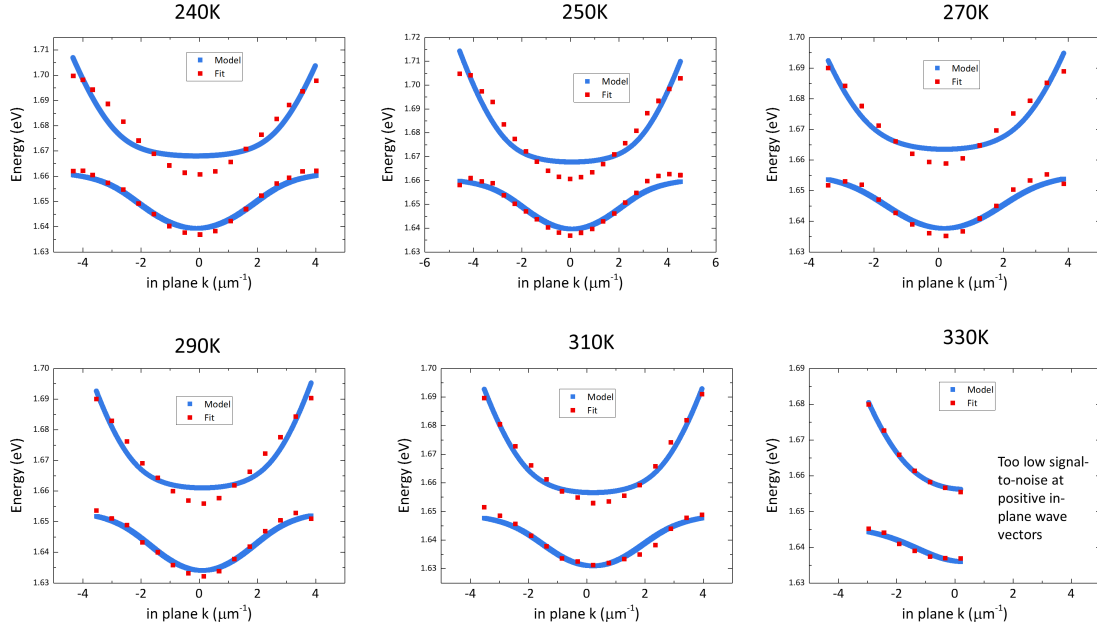 240K
250K
270K
1.71
1.70
1.69
1.68
1.67
1.66
1.65
1.64
1.63
Energy (eV)
Model
Fit
-4
-2
0
2
4
in plane k (μm⁻¹)
1.72
1.71
1.70
1.69
1.68
1.67
1.66
1.65
1.64
1.63
Energy (eV)
Model
Fit
-6
-4
-2
0
2
4
6
in plane k (μm⁻¹)
1.70
1.69
1.68
1.67
1.66
1.65
1.64
1.63
Energy (eV)
Model
Fit
-2
0
2
4
in plane k (μm⁻¹)
290K
310K
330K
1.70
1.69
1.68
1.67
1.66
1.65
1.64
1.63
Energy (eV)
Model
Fit
-4
-2
0
2
4
in plane k (μm⁻¹)
1.70
1.69
1.68
1.67
1.66
1.65
1.64
1.63
Energy (eV)
Model
Fit
-4
-2
0
2
4
in plane k (μm⁻¹)
1.69
1.68
1.67
1.66
1.65
1.64
1.63
Energy (eV)
Model
Fit
Too low signal-
to-noise at
positive in-
plane wave
vectors
-4
-2
0
2
4
in plane k (μm⁻¹)